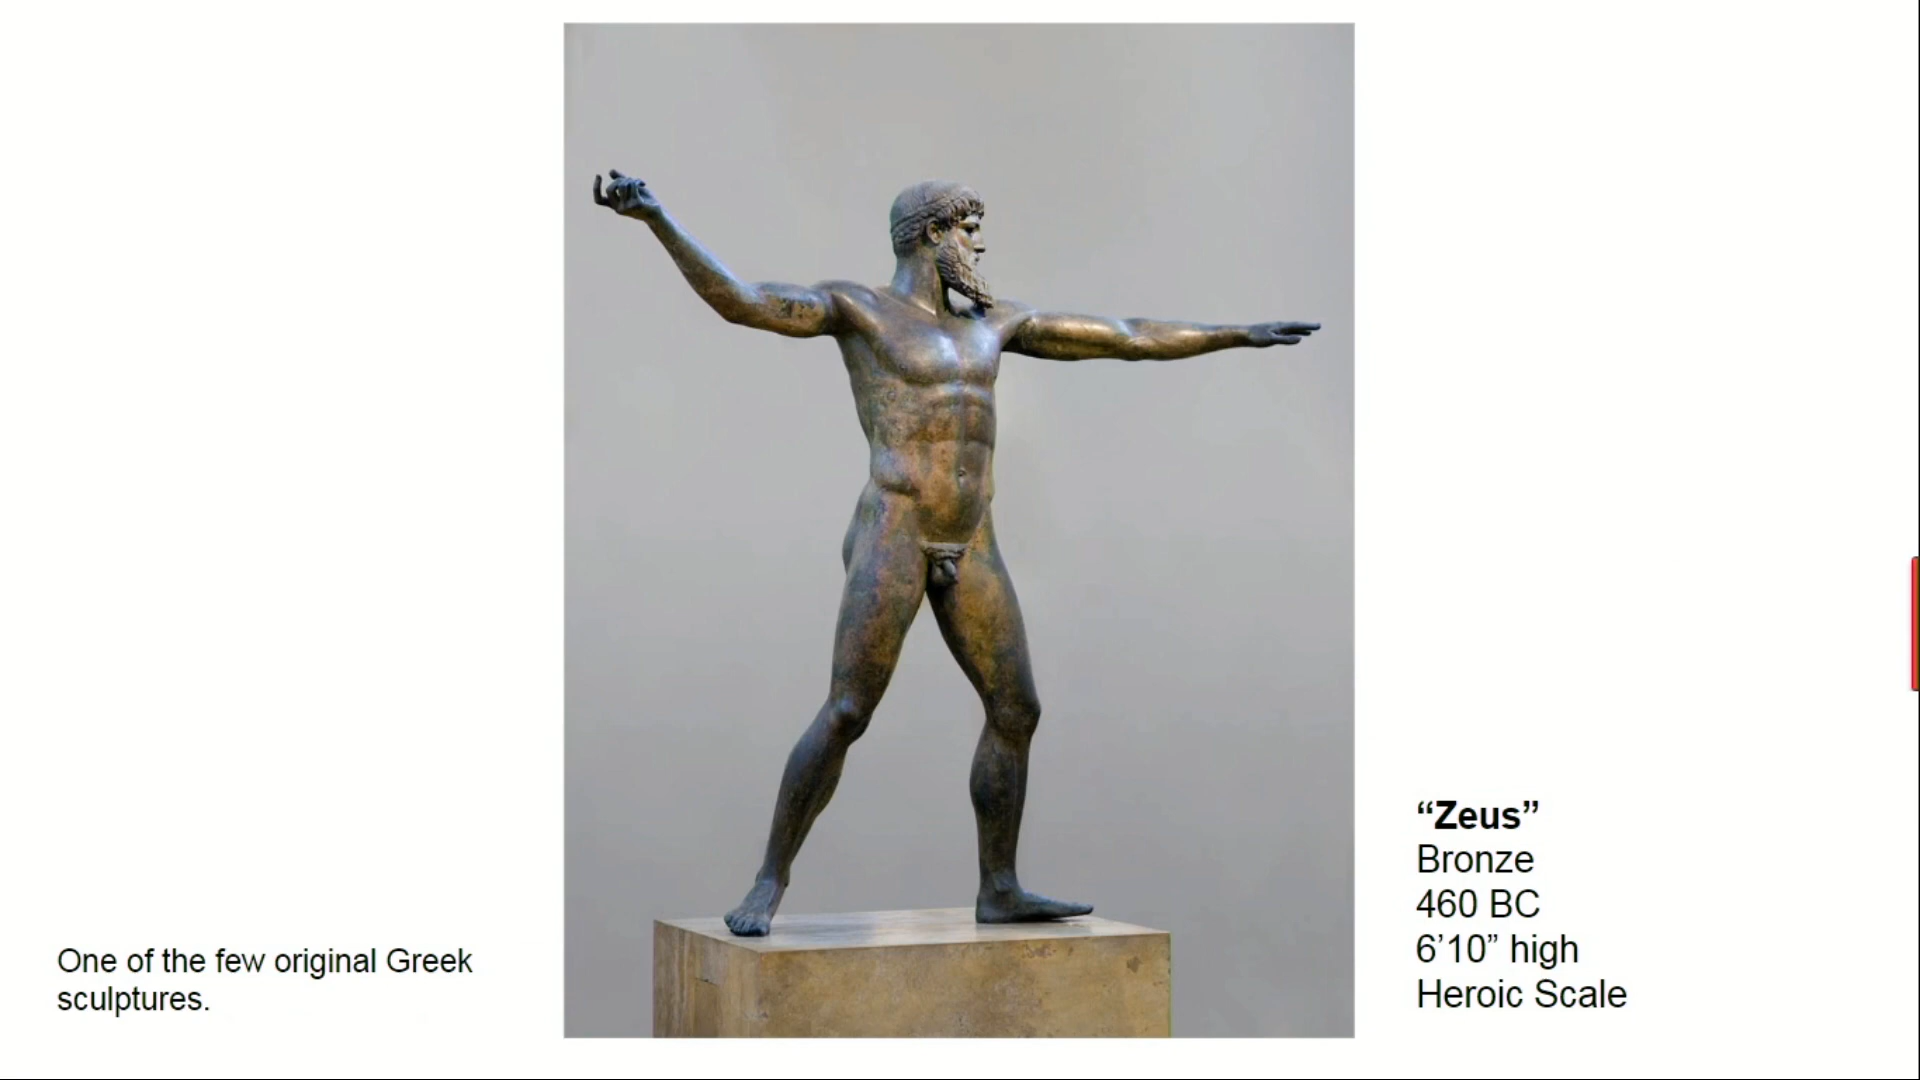 “Zeus”
Bronze
460 BC
6’10” high
Heroic Scale
One of the few original Greek
sculptures.